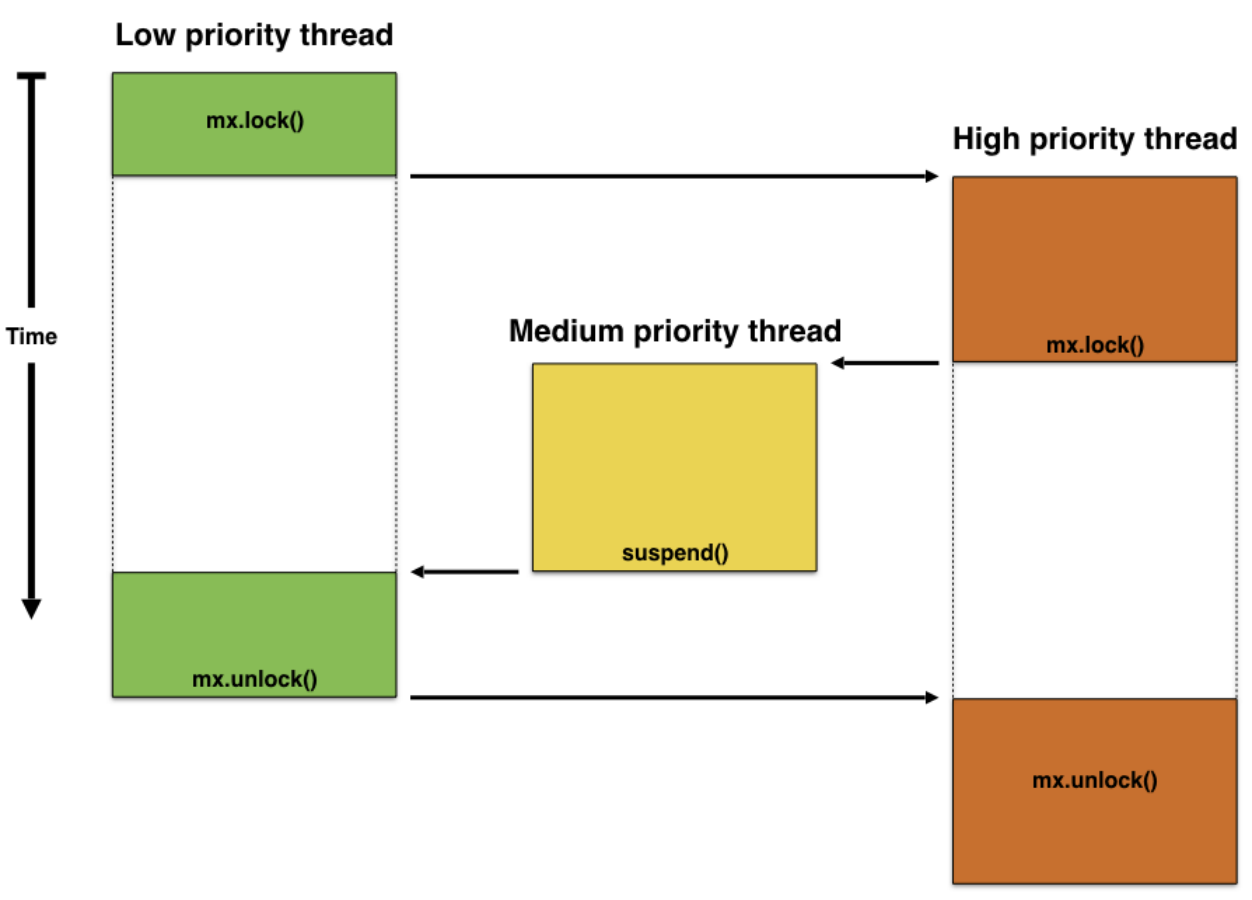 Low priority thread
mx.lock()
High priority thread
Time
Medium priority thread
mx.lock()
suspend()
mx.unlock()
mx.unlock()